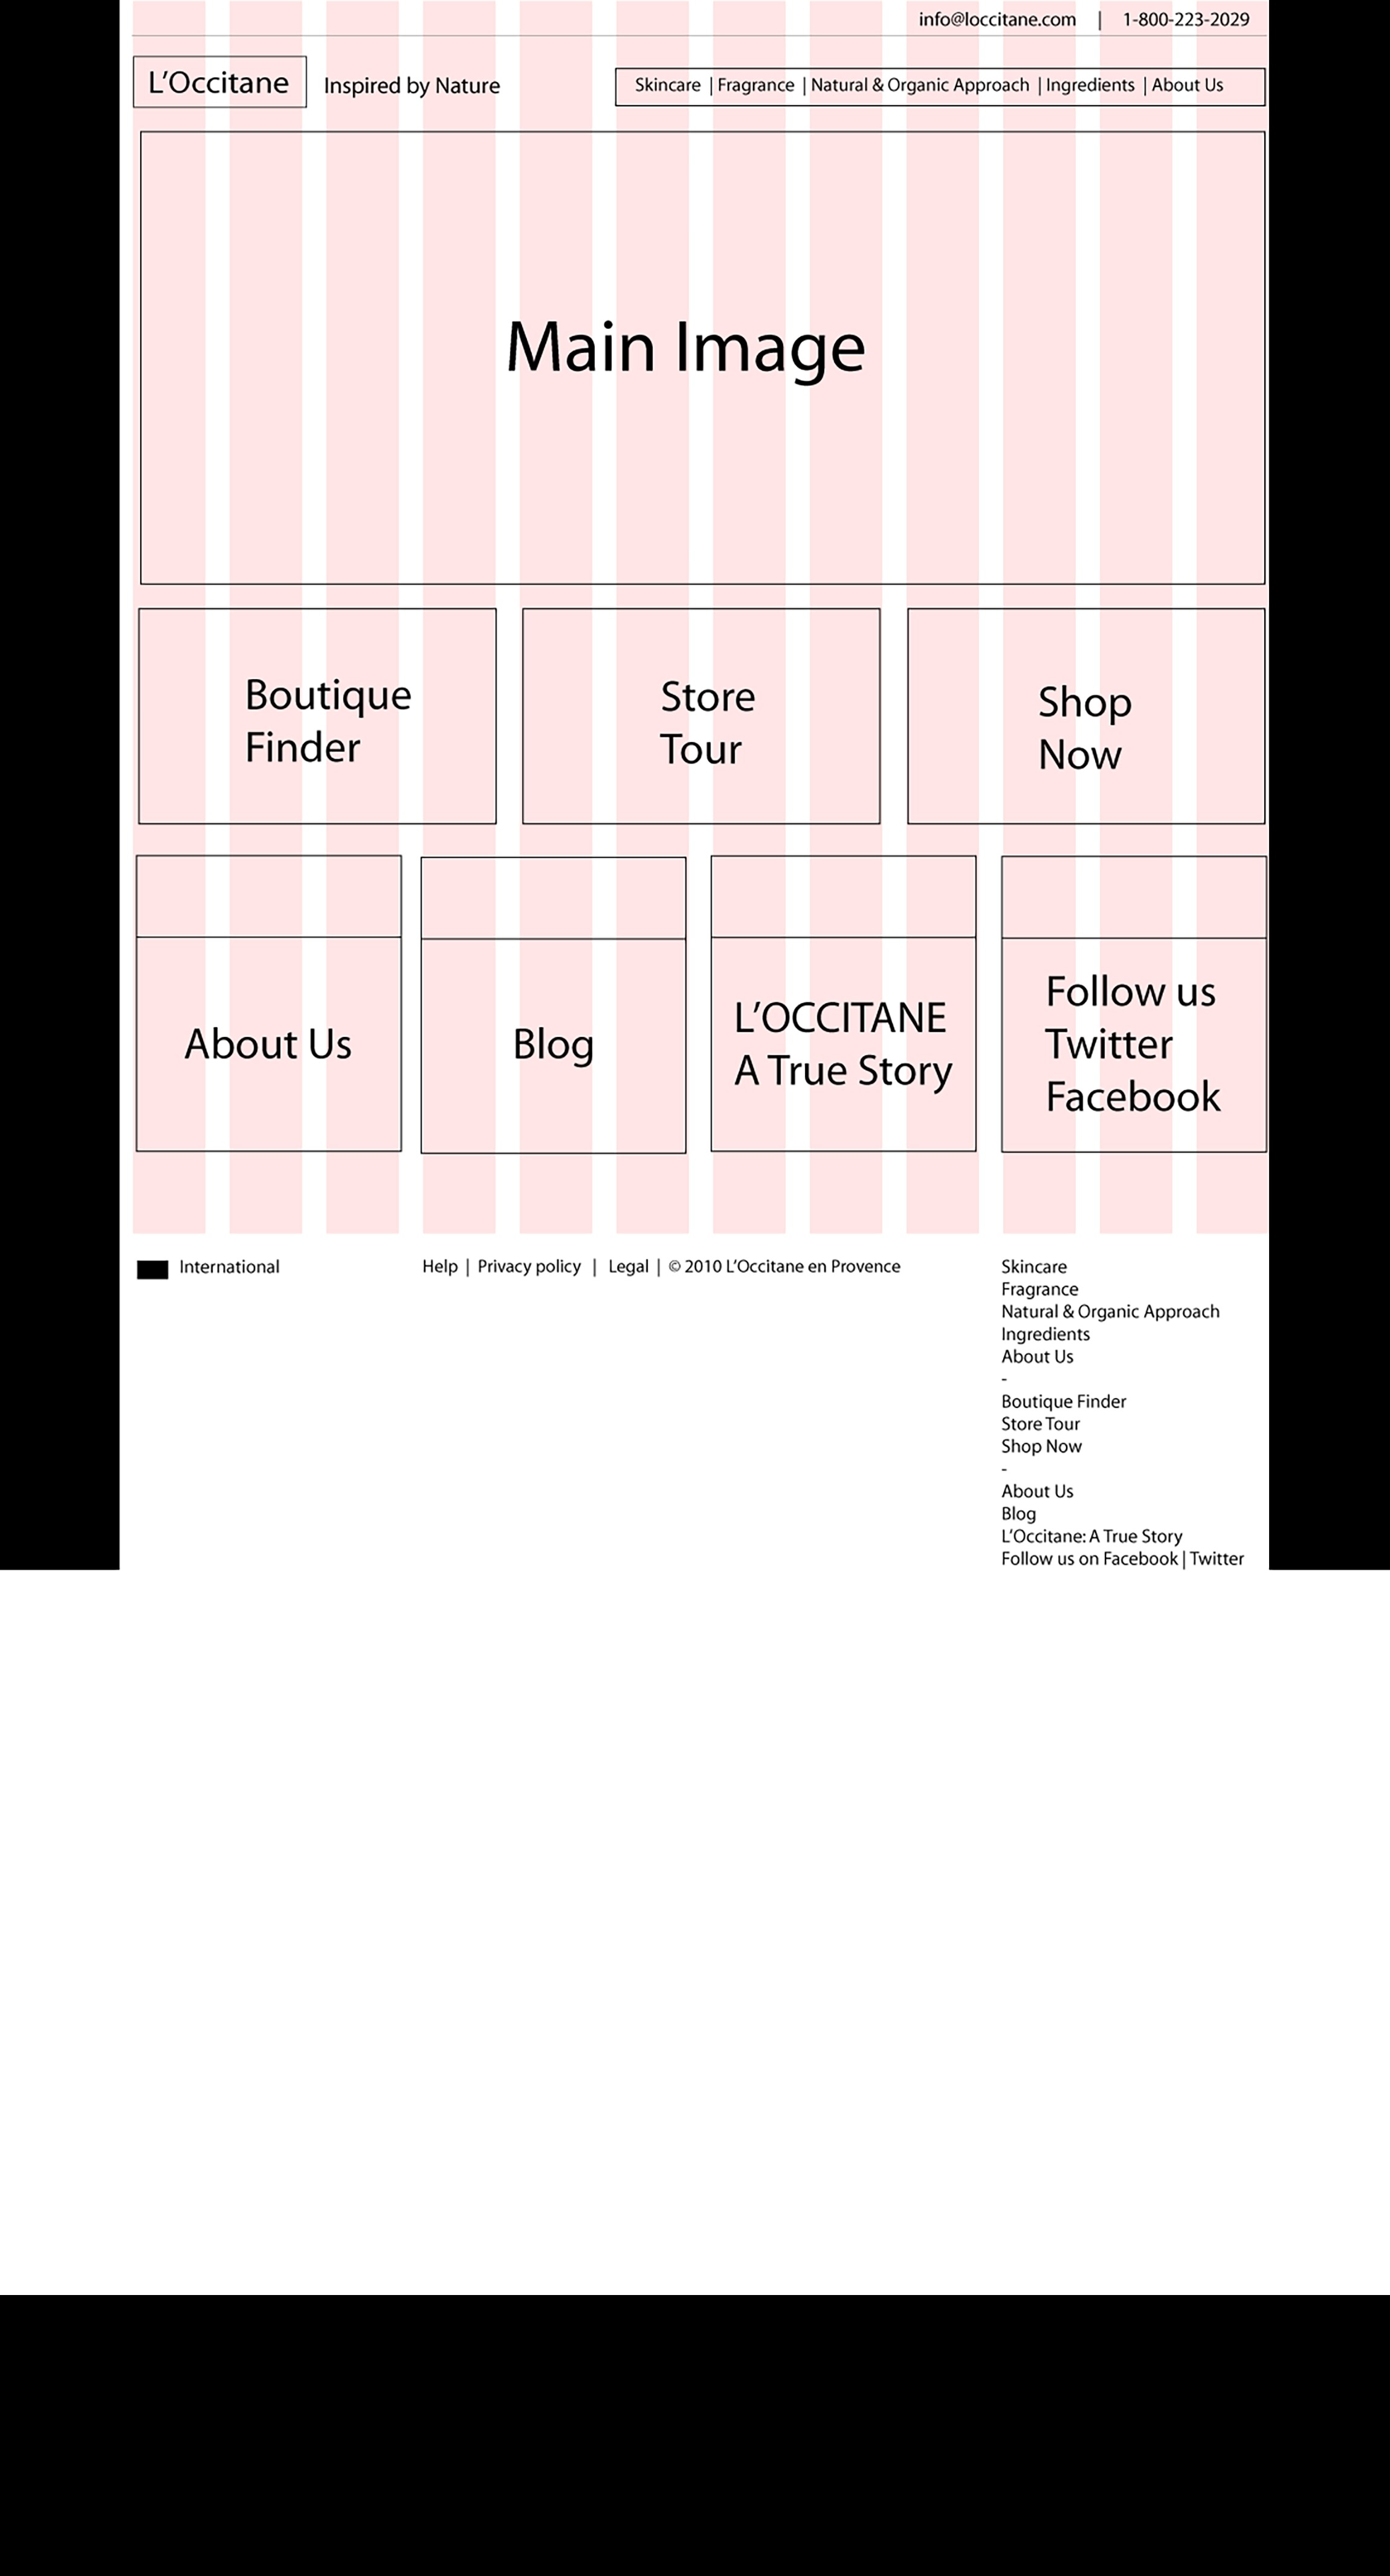 info@loccitane.com | 1-800-223-2029
L’Occitane
Inspired by Nature
Skincare | Fragrance | Natural & Organic Approach | Ingredients | About Us
Main Image
Boutique
Finder
Store
Tour
Shop
Now
About Us
Blog
L’OCCITANE
A True Story
Follow us
Twitter
Facebook
International
Help | Privacy policy | Legal | © 2010 L’Occitane en Provence
Skincare
Fragrance
Natural & Organic Approach
Ingredients
About Us
-
Boutique Finder
Store Tour
Shop Now
-
About Us
Blog
L’Occitane: A True Story
Follow us on Facebook | Twitter